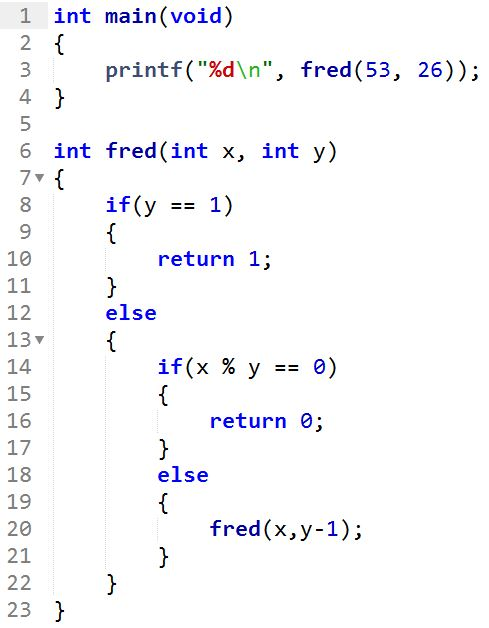 1 int main(void)
2 {
3     printf("%d\n", fred(53, 26));
4 }
5
6 int fred(int x, int y)
7 {
8     if(y == 1)
9     {
10         return 1;
11     }
12     else
13     {
14         if(x % y == 0)
15         {
16             return 0;
17         }
18         else
19         {
20             fred(x,y-1);
21         }
22     }
23 }